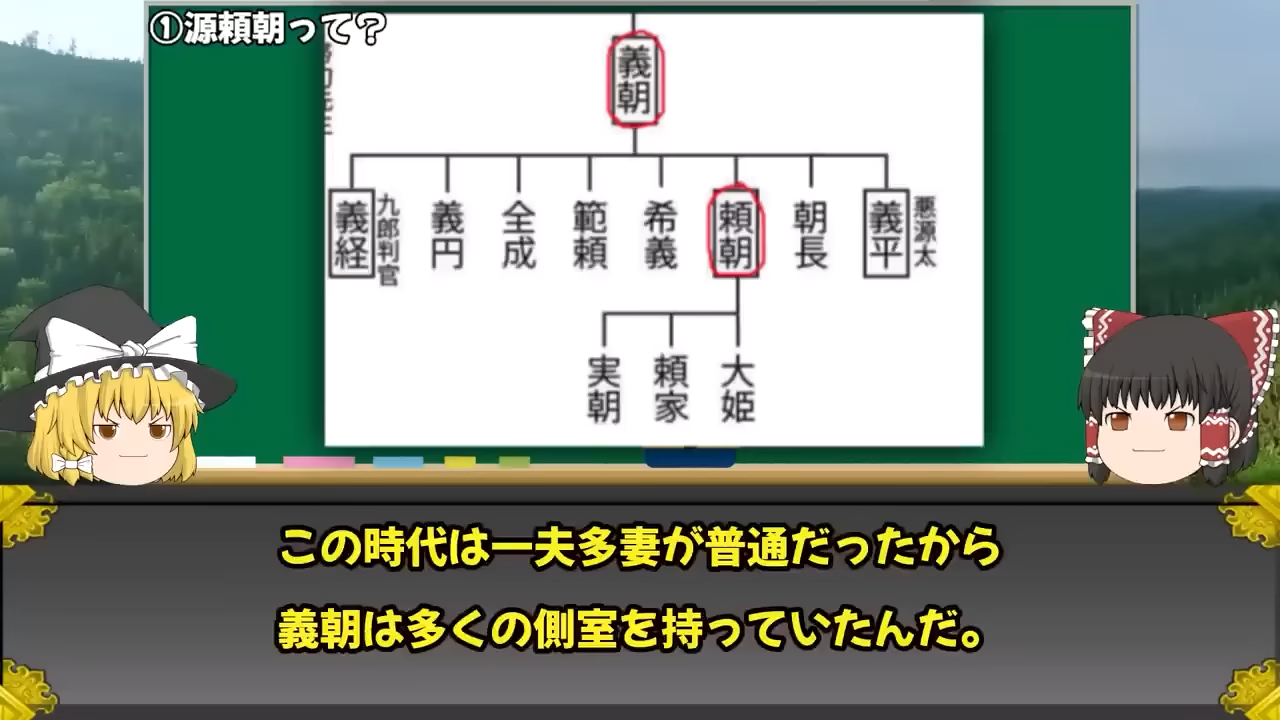 ①源頼朝って?
義朝
悪源太
義平
朝長
頼朝
希義
範頼
全成
義円
九郎判官
義経
大姫
頼家
実朝
この時代は一夫多妻が普通だったから
義朝は多くの側室を持っていたんだ。